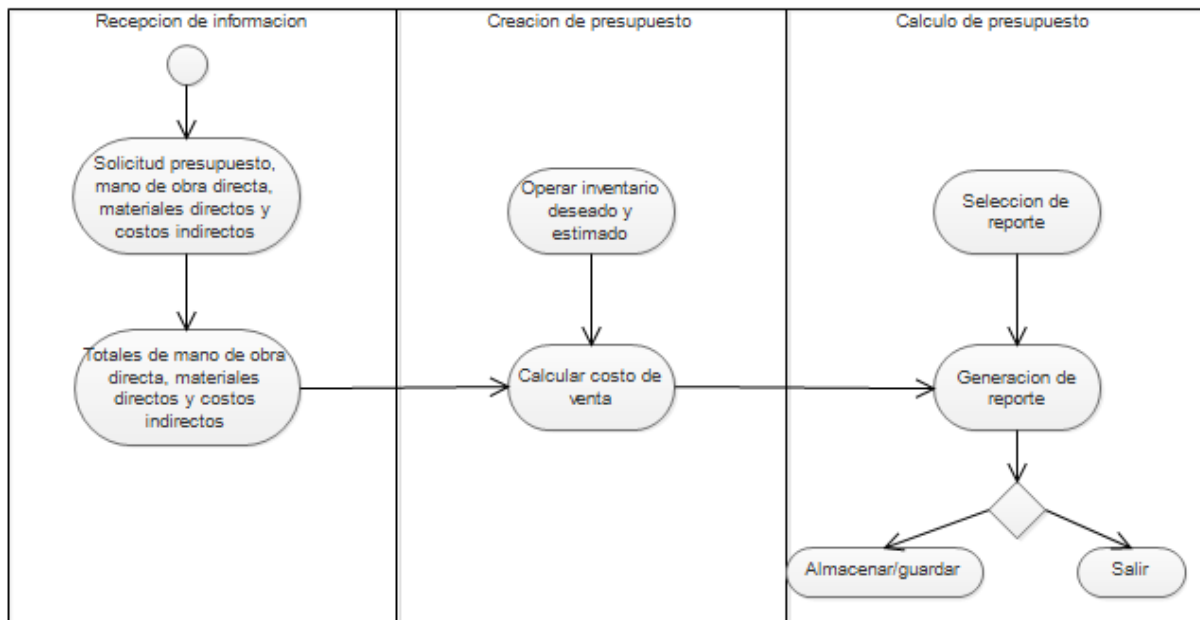 Recepcion de informacion
Creacion de presupuesto
Calculo de presupuesto
Solicitud presupuesto,
mano de obra directa,
materiales directos y
costos indirectos
Totales de mano de obra
directa, materiales
directos y costos
indirectos
Operar inventario
deseado y
estimado
Calcular costo de
venta
Seleccion de
reporte
Generacion de
reporte
Almacenar/guardar
Salir